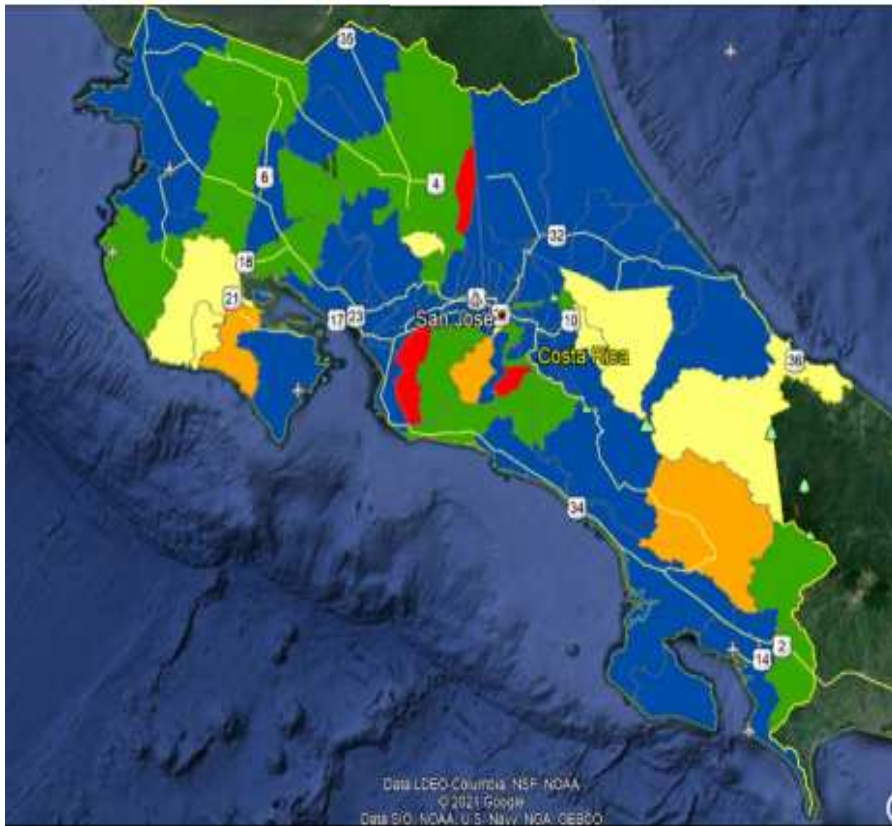 35
6
4
32
18
21
17
23
San José
10
Costa Rica
36
34
2
14
Data LDEO-Columbia, NSF, NOAA
© 2021 Google
Data SIO, NOAA, U.S. Navy, NGA, GEBCO